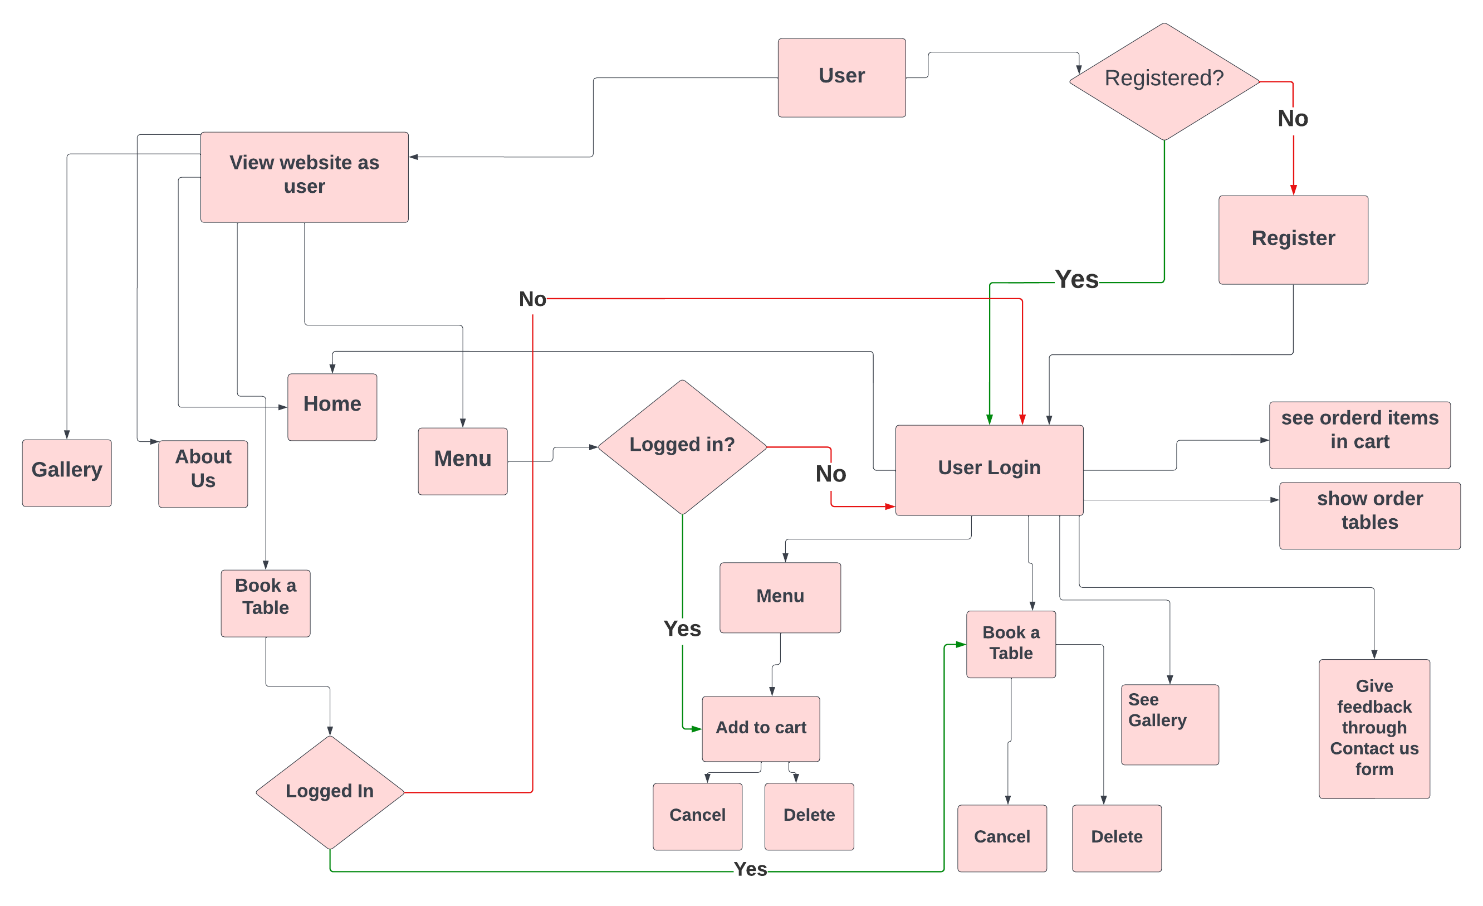 User
Registered?
No
View website as
user
Register
Yes
No
Home
see orderd items
in cart
Logged in?
Menu
Gallery
About
Us
No
User Login
show order
tables
Book a
Table
Menu
Yes
Book a
Table
Give
feedback
through
Contact us
form
See
Gallery
Add to cart
Logged In
Cancel
Delete
Cancel
Delete
Yes